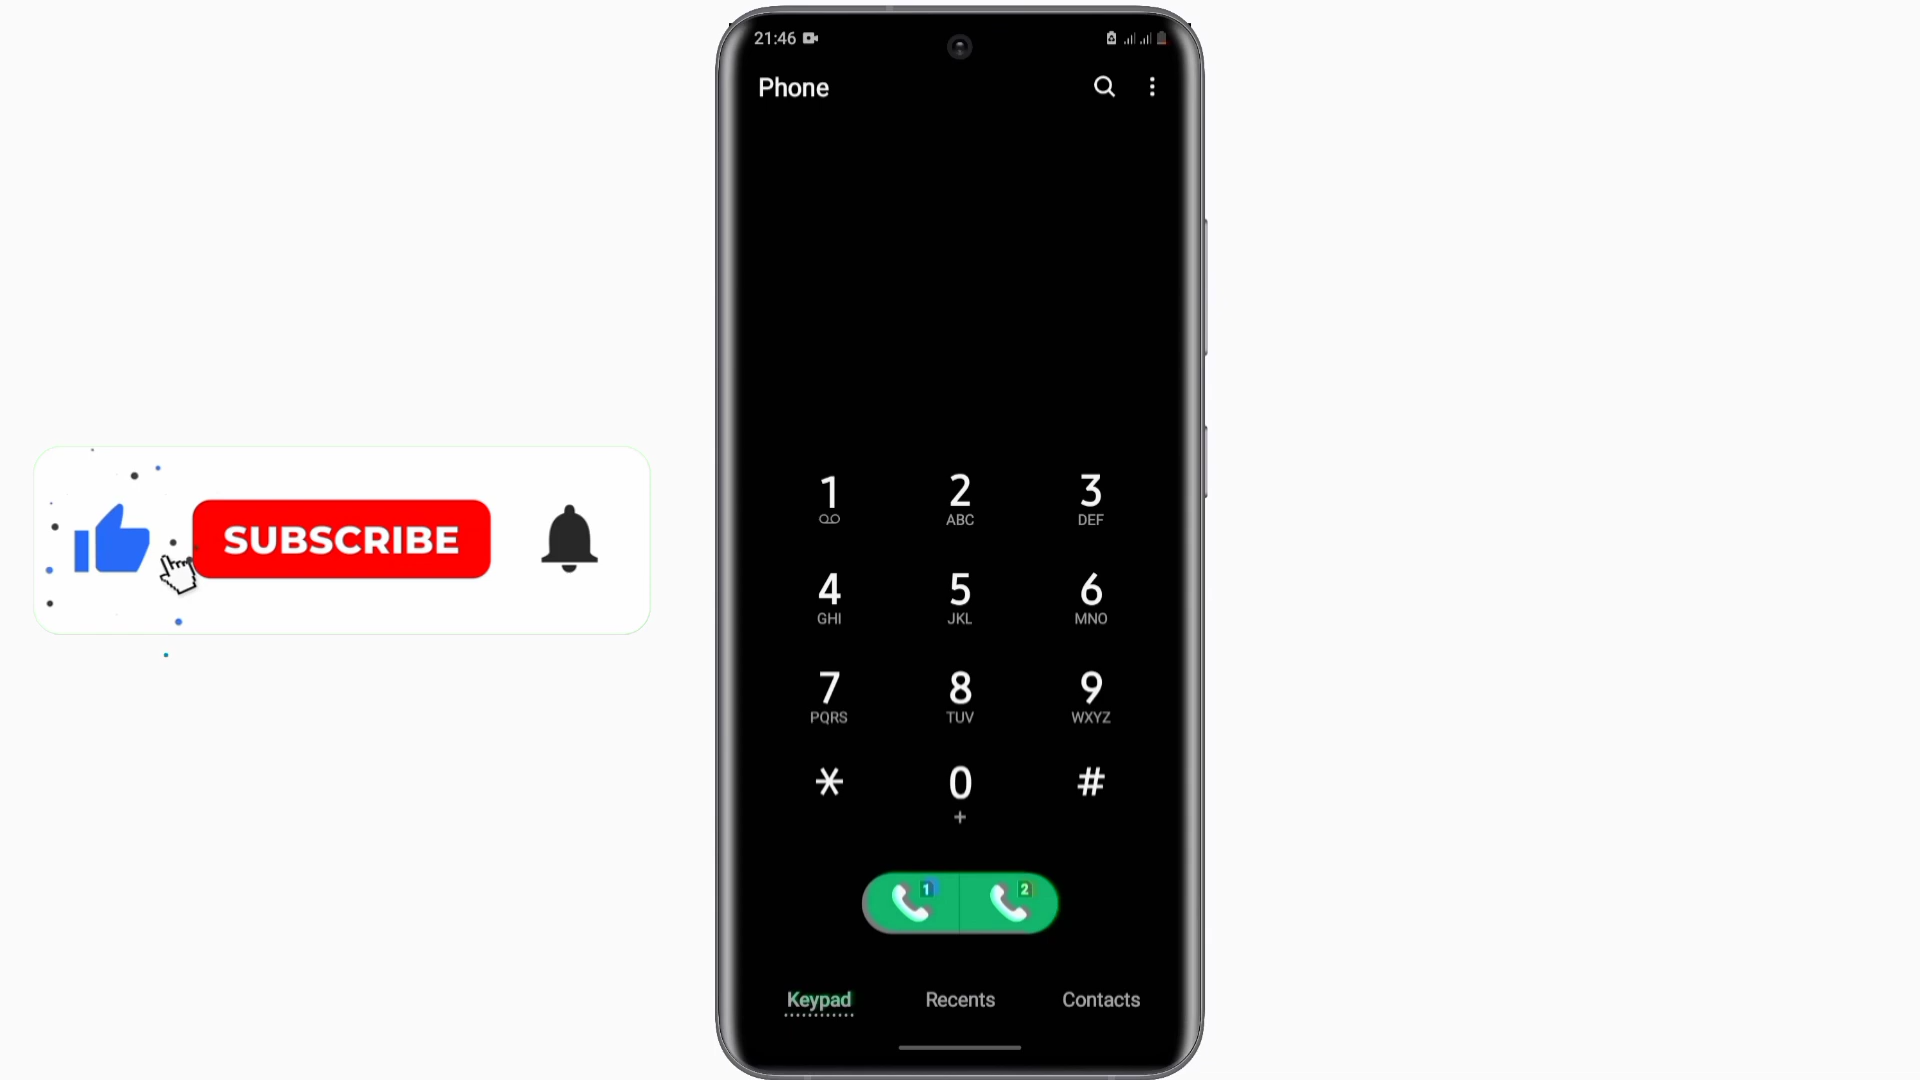 21:46
Phone
1
2
ABC
3
DEF
4
GHI
5
JKL
6
MNO
7
PQRS
8
TUV
9
WXYZ
*
0
+
#
1
2
Keypad
Recents
Contacts
SUBSCRIBE